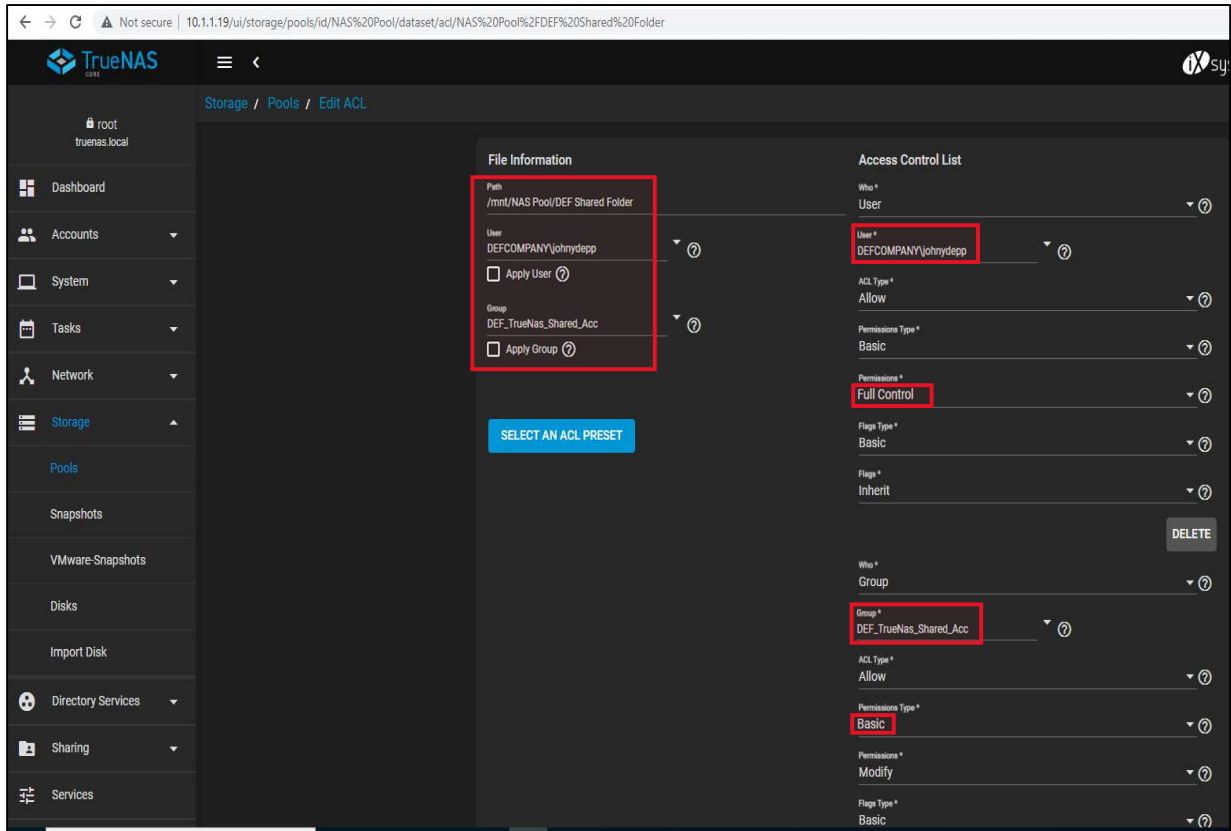 Not secure | 10.1.1.19/ui/storage/pools/id/NAS%20Pool/dataset/acl/NAS%20Pool%2FDEF%20Shared%20Folder
TrueNAS
CORE
iX sy
root
truenas.local
Storage / Pools / Edit ACL
Dashboard
Accounts
System
Tasks
Network
Storage
Pools
Snapshots
VMware-Snapshots
Disks
Import Disk
Directory Services
Sharing
Services
File Information
Path
/mnt/NAS Pool/DEF Shared Folder
User
DEFCOMPANY\johnydepp
Apply User
Group
DEF_TrueNas_Shared_Acc
Apply Group
SELECT AN ACL PRESET
Access Control List
Who *
User
User *
DEFCOMPANY\johnydepp
ACL Type *
Allow
Permissions Type *
Basic
Permissions *
Full Control
Flags Type *
Basic
Flags *
Inherit
DELETE
Who *
Group
Group *
DEF_TrueNas_Shared_Acc
ACL Type *
Allow
Permissions Type *
Basic
Permissions *
Modify
Flags Type *
Basic